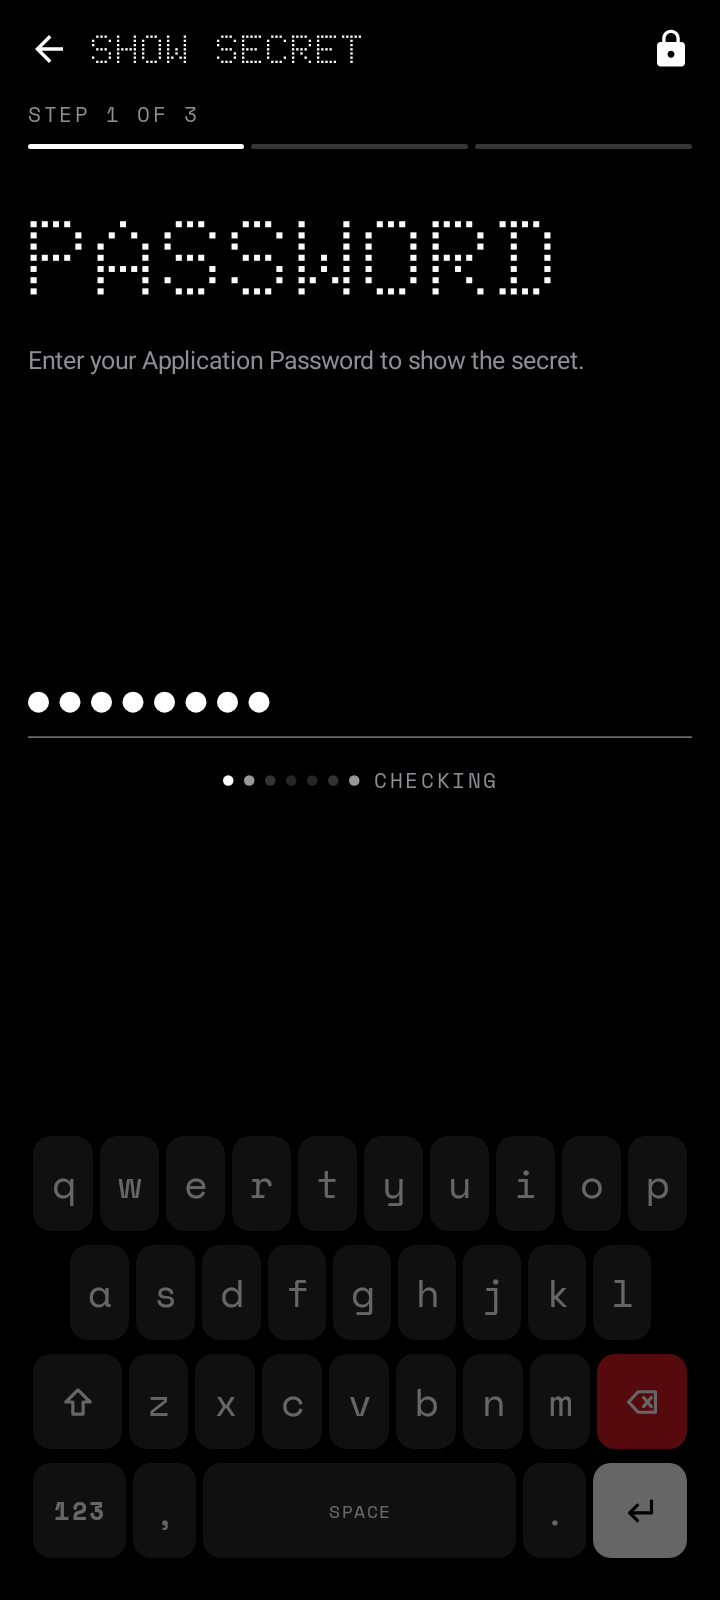 SHOW SECRET
STEP 1 OF 3
PASSWORD
Enter your Application Password to show the secret.
CHECKING
q w e r t y u i o p
a s d f g h j k l
z x c v b n m
123 , SPACE .